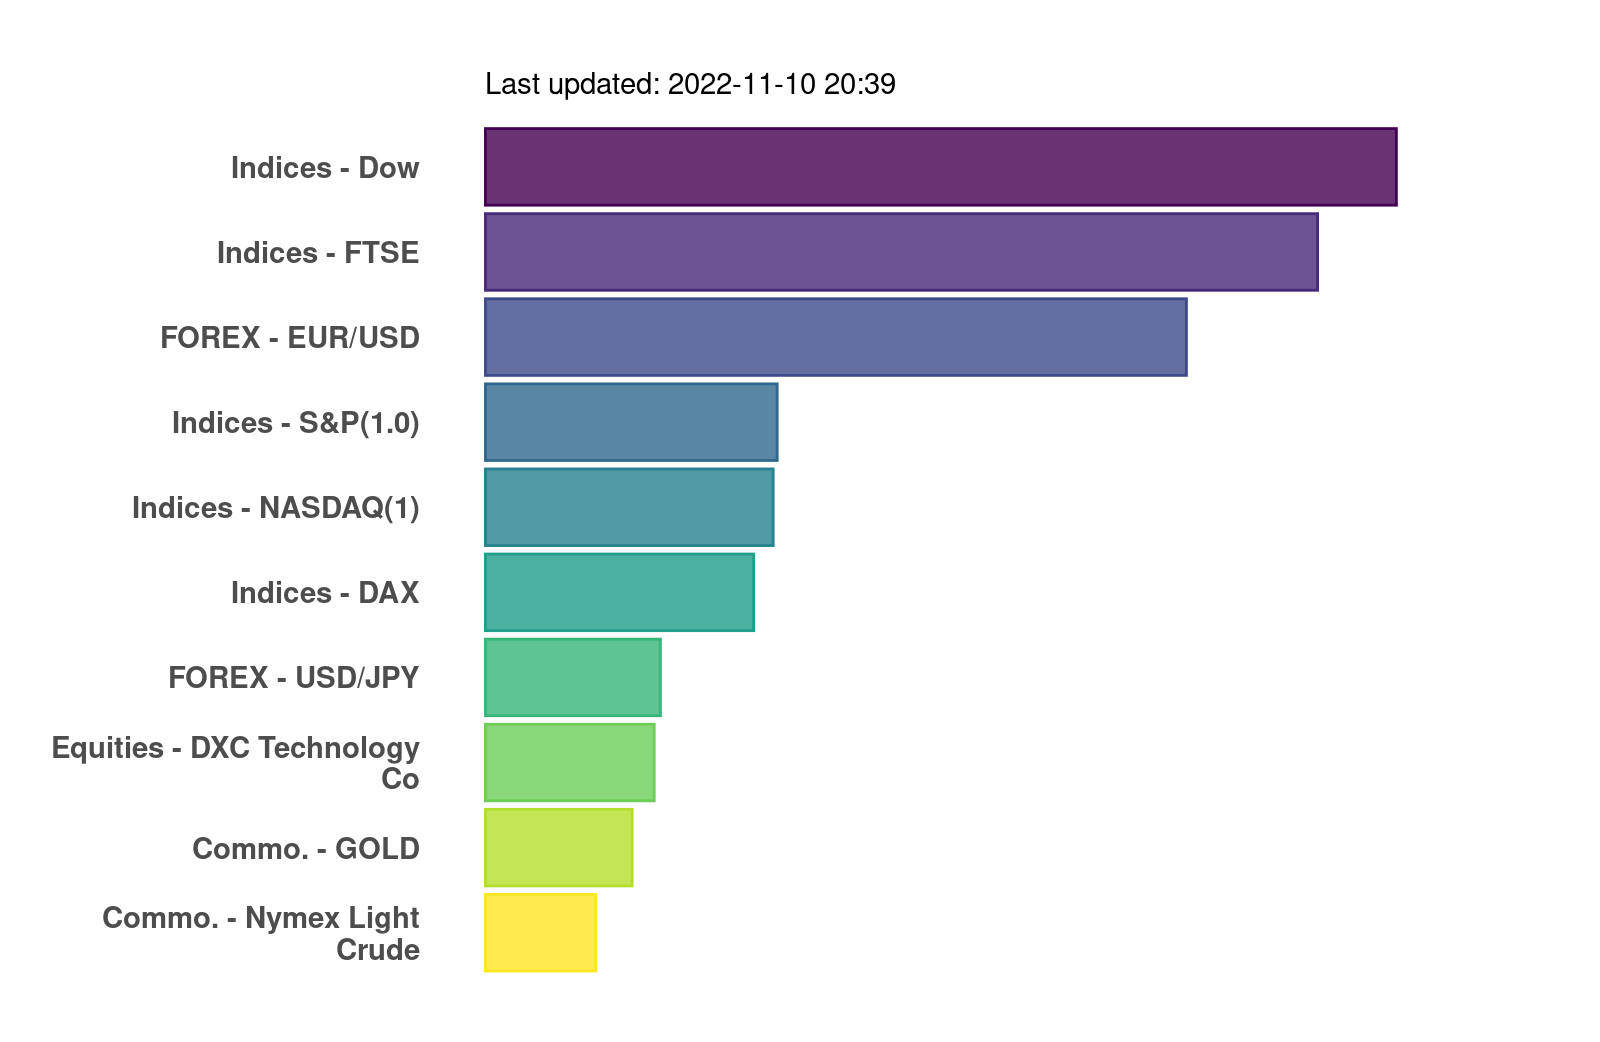 Last updated: 2022-11-10 20:39
Indices - Dow
Indices - FTSE
FOREX - EUR/USD
Indices - S&P(1.0)
Indices - NASDAQ(1)
Indices - DAX
FOREX - USD/JPY
Equities - DXC Technology
Co
Commo. - GOLD
Commo. - Nymex Light
Crude